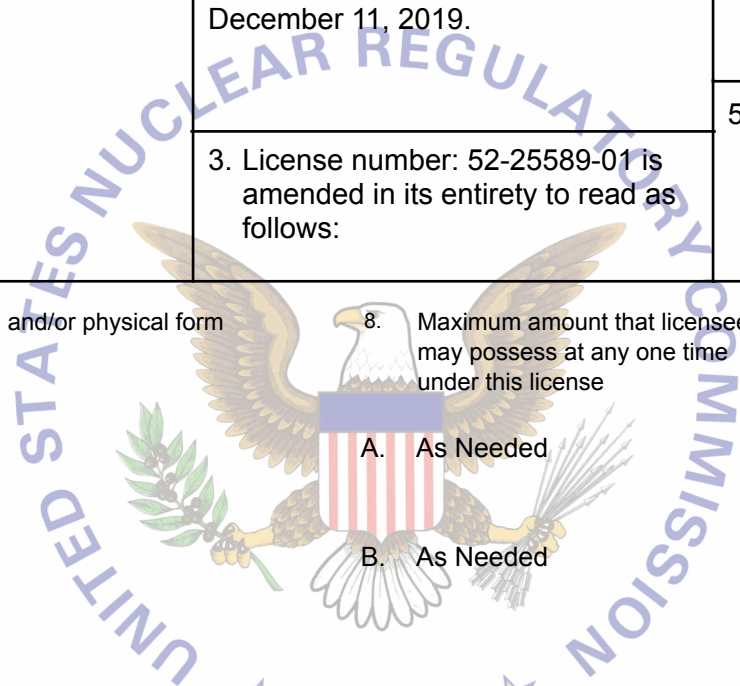 December 11, 2019.
5
3. License number: 52-25589-01 is
amended in its entirety to read as
follows:
and/or physical form
8. Maximum amount that licensee
may possess at any one time
under this license
A. As Needed
B. As Needed
UNITED STATES NUCLEAR REGULATORY COMMISSION